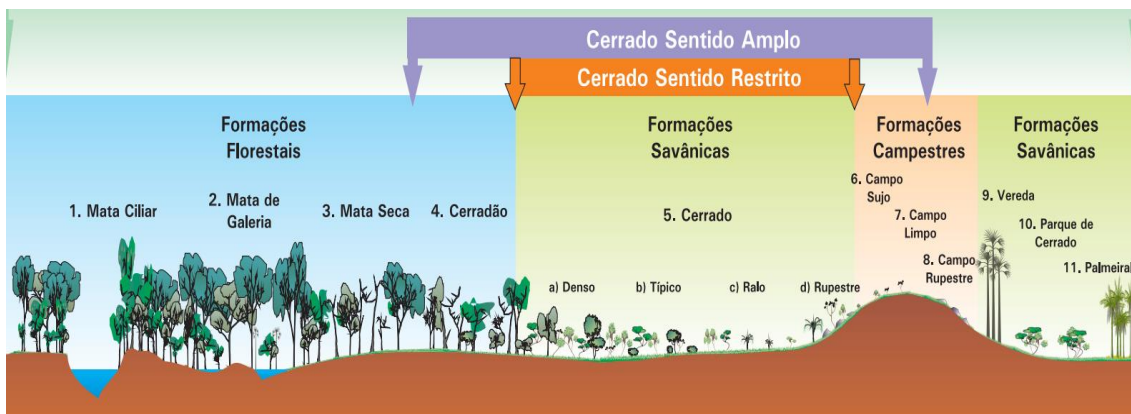 Cerrado Sentido Amplo
Cerrado Sentido Restrito
Formações
Florestais
Formações
Savânicas
Formações
Campestres
Formações
Savânicas
1. Mata Ciliar
2. Mata de
Galeria
3. Mata Seca
4. Cerradão
5. Cerrado
a) Denso
b) Típico
c) Ralo
d) Rupestre
6. Campo
Sujo
7. Campo
Limpo
8. Campo
Rupestre
9. Vereda
10. Parque de
Cerrado
11. Palmeiral